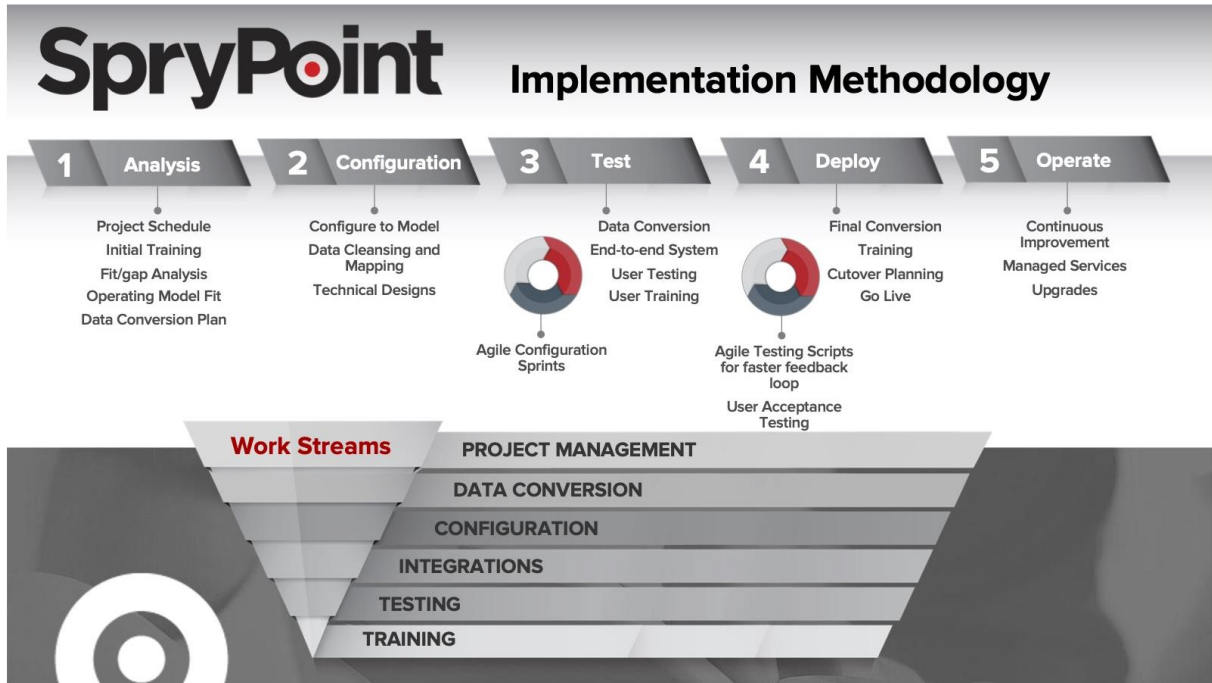 SpryPoint
Implementation Methodology
1 Analysis
Project Schedule
Initial Training
Fit/gap Analysis
Operating Model Fit
Data Conversion Plan
2 Configuration
Configure to Model
Data Cleansing and
Mapping
Technical Designs
3 Test
Data Conversion
End-to-end System
User Testing
User Training
Agile Configuration
Sprints
4 Deploy
Final Conversion
Training
Cutover Planning
Go Live
Agile Testing Scripts
for faster feedback
loop
User Acceptance
Testing
5 Operate
Continuous
Improvement
Managed Services
Upgrades
Work Streams
PROJECT MANAGEMENT
DATA CONVERSION
CONFIGURATION
INTEGRATIONS
TESTING
TRAINING